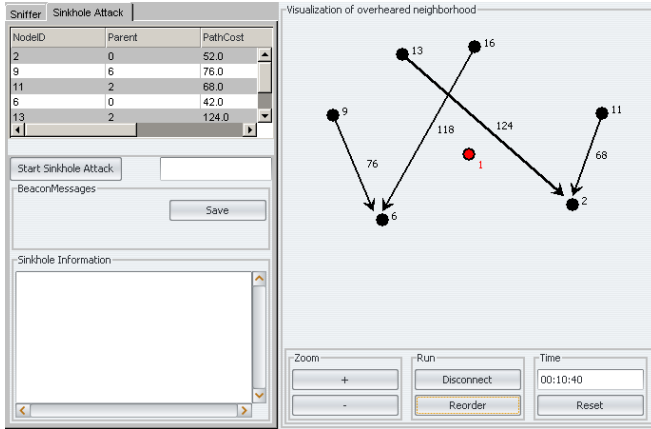 Sniffer Sinkhole Attack
NodeID Parent PathCost
2 0 52.0
9 6 76.0
11 2 68.0
6 0 42.0
13 2 124.0
Start Sinkhole Attack
BeaconMessages
Save
Sinkhole Information
Visualization of overheared neighborhood
16
13
9
11
118
124
76
1
68
2
6
Zoom
+
-
Run
Disconnect
Reorder
Time
00:10:40
Reset